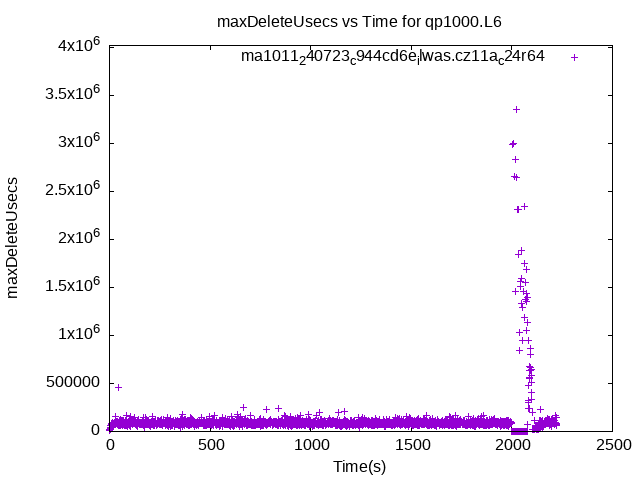 maxDeleteUsecs vs Time for qp1000.L6
ma1011₂40723꜀944cd6eᵢwas.cz11a꜀24r64
maxDeleteUsecs
4x10⁶
3.5x10⁶
3x10⁶
2.5x10⁶
2x10⁶
1.5x10⁶
1x10⁶
500000
0
0 500 1000 1500 2000 2500
Time(s)